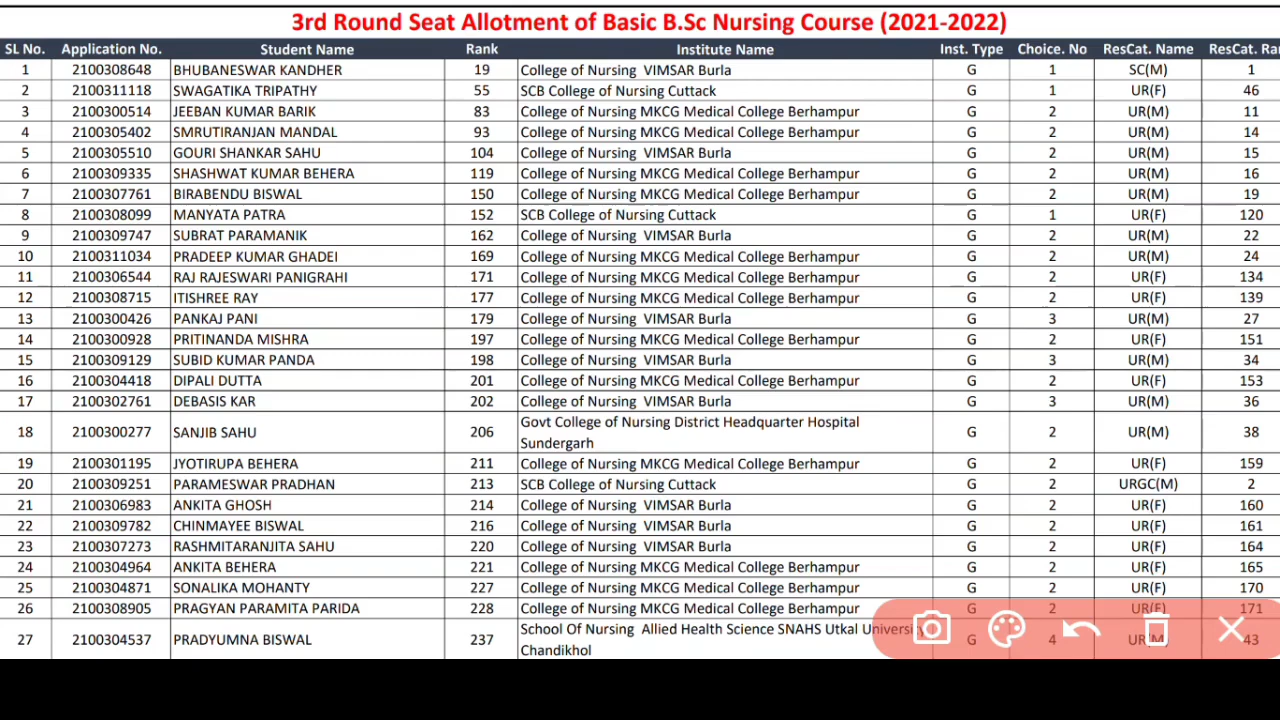 3rd Round Seat Allotment of Basic B.Sc Nursing Course (2021-2022)
SL No. Application No. Student Name Rank Institute Name Inst. Type Choice. No ResCat. Name ResCat.
1 2100308648 BHUBANESWAR KANDHER 19 College of Nursing VIMSAR Burla G 1 SC(M) 1
2 2100311118 SWAGATIKA TRIPATHY 55 SCB College of Nursing Cuttack G 1 UR(F) 46
3 2100300514 JEEBAN KUMAR BARIK 83 College of Nursing MKCG Medical College Berhampur G 2 UR(M) 11
4 2100305402 SMRUTIRANJAN MANDAL 93 College of Nursing MKCG Medical College Berhampur G 2 UR(M) 14
5 2100305510 GOURI SHANKAR SAHU 104 College of Nursing VIMSAR Burla G 2 UR(M) 15
6 2100309335 SHASHWAT KUMAR BEHERA 119 College of Nursing MKCG Medical College Berhampur G 2 UR(M) 16
7 2100307761 BIRABENDU BISWAL 150 College of Nursing MKCG Medical College Berhampur G 2 UR(M) 19
8 2100308099 MANYATA PATRA 152 SCB College of Nursing Cuttack G 1 UR(F) 120
9 2100309747 SUBRAT PARAMANIK 162 College of Nursing VIMSAR Burla G 2 UR(M) 22
10 2100311034 PRADEEP KUMAR GHADEI 169 College of Nursing MKCG Medical College Berhampur G 2 UR(M) 24
11 2100306544 RAJ RAJESWARI PANIGRAHI 171 College of Nursing MKCG Medical College Berhampur G 2 UR(F) 134
12 2100308715 ITISHREE RAY 177 College of Nursing MKCG Medical College Berhampur G 2 UR(F) 139
13 2100300426 PANKAJ PANI 179 College of Nursing VIMSAR Burla G 3 UR(M) 27
14 2100300928 PRITINANDA MISHRA 197 College of Nursing MKCG Medical College Berhampur G 2 UR(F) 151
15 2100309129 SUBID KUMAR PANDA 198 College of Nursing VIMSAR Burla G 3 UR(M) 34
16 2100304418 DIPALI DUTTA 201 College of Nursing MKCG Medical College Berhampur G 2 UR(F) 153
17 2100302761 DEBASIS KAR 202 College of Nursing VIMSAR Burla G 3 UR(M) 36
18 2100300277 SANJIB SAHU 206 Govt College of Nursing District Headquarter Hospital
Sundergarh G 2 UR(M) 38
19 2100301195 JYOTIRUPA BEHERA 211 College of Nursing MKCG Medical College Berhampur G 2 UR(F) 159
20 2100309251 PARAMESWAR PRADHAN 213 SCB College of Nursing Cuttack G 2 URGC(M) 2
21 2100306983 ANKITA GHOSH 214 College of Nursing VIMSAR Burla G 2 UR(F) 160
22 2100309782 CHINMAYEE BISWAL 216 College of Nursing VIMSAR Burla G 2 UR(F) 161
23 2100307273 RASHMITARANJITA SAHU 220 College of Nursing VIMSAR Burla G 2 UR(F) 164
24 2100304964 ANKITA BEHERA 221 College of Nursing MKCG Medical College Berhampur G 2 UR(F) 165
25 2100304871 SONALIKA MOHANTY 227 College of Nursing MKCG Medical College Berhampur G 2 UR(F) 170
26 2100308905 PRAGYAN PARAMITA PARIDA 228 College of Nursing MKCG Medical College Berhampur G 2 UR(F) 171
27 2100304537 PRADYUMNA BISWAL 237 School Of Nursing Allied Health Science SNAHS Utkal
Chandikhol G 4 43